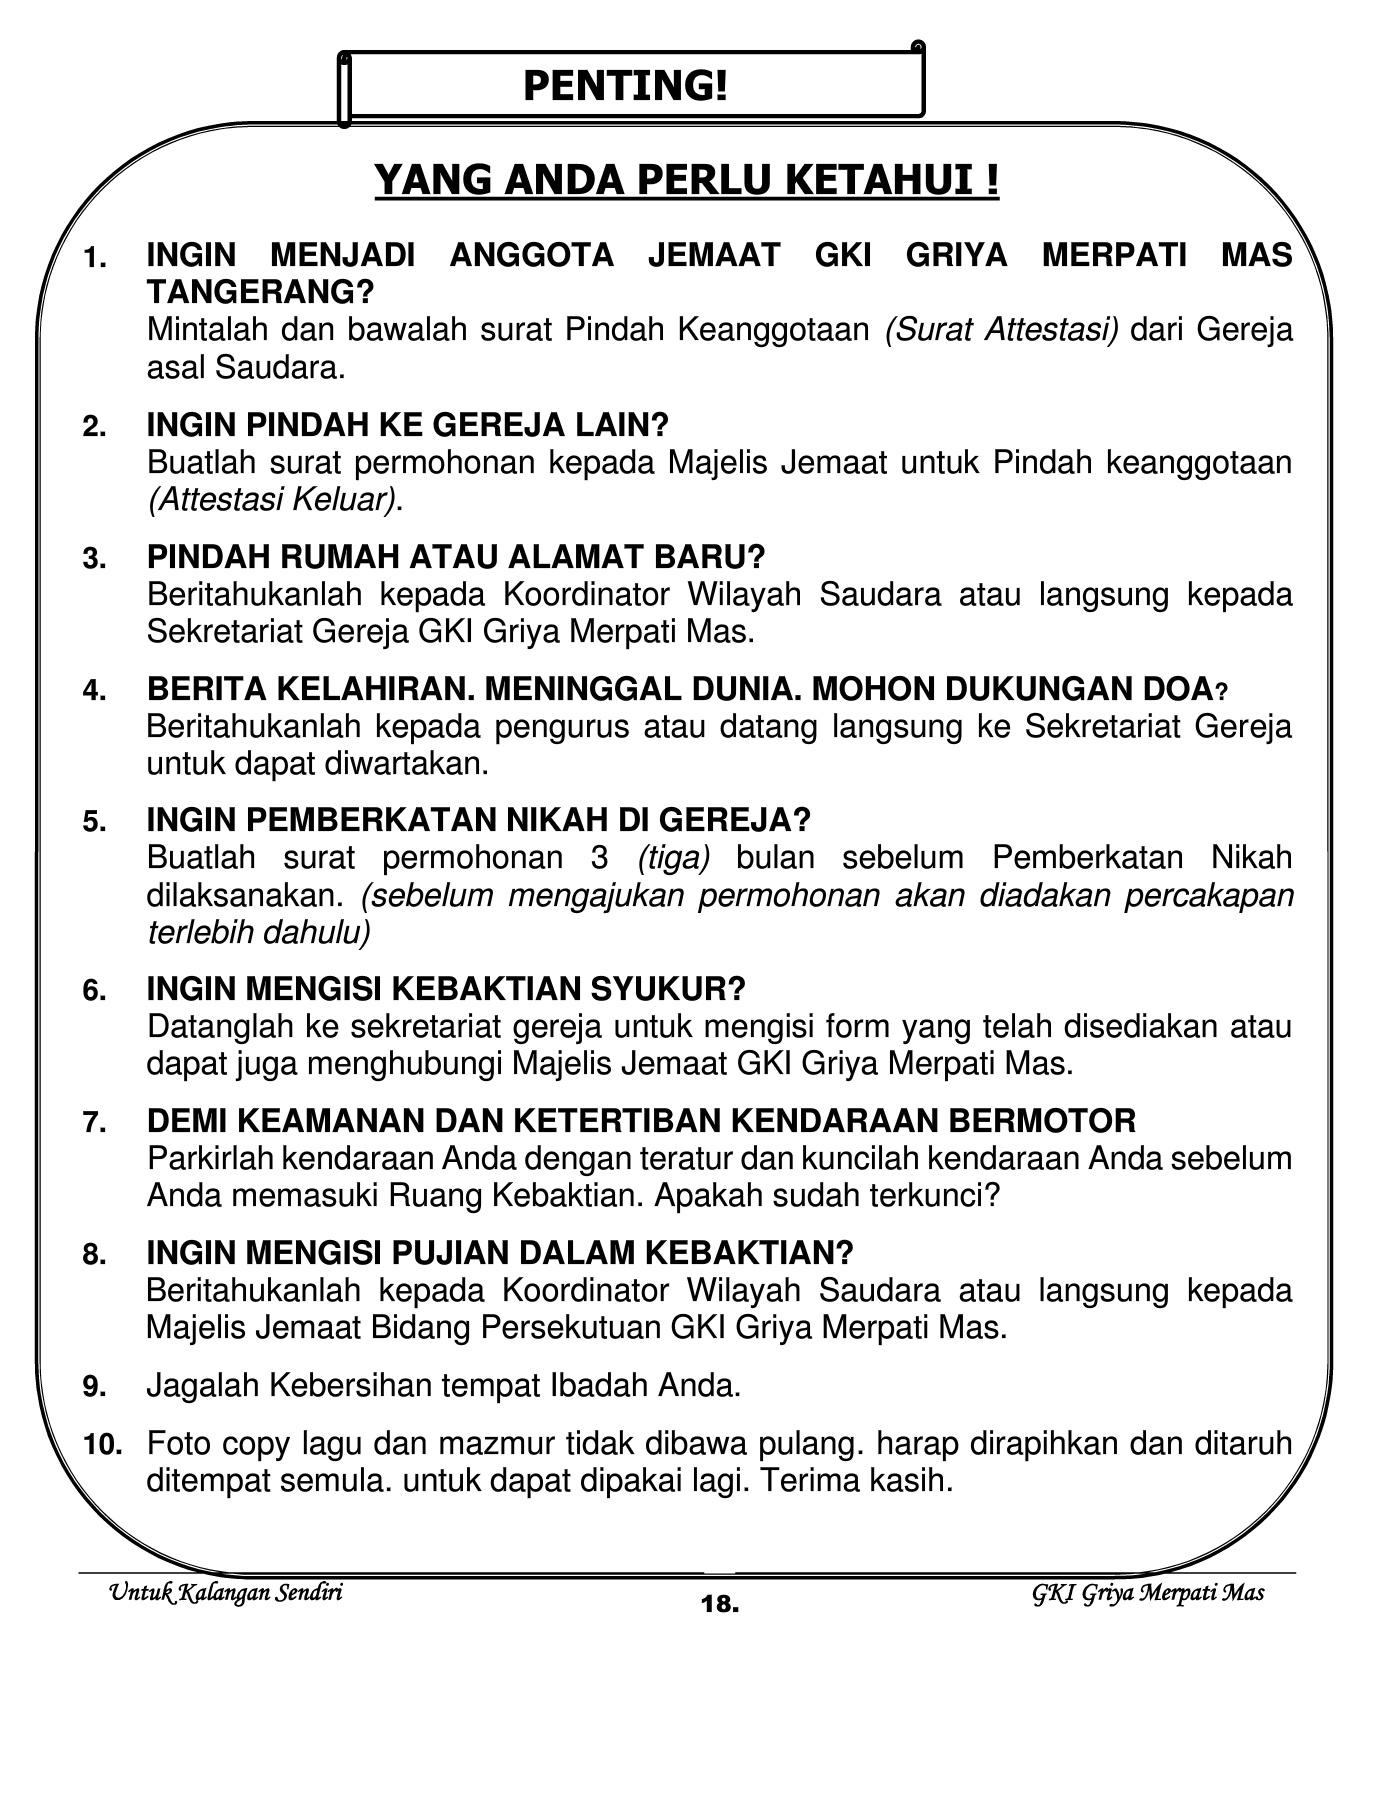 PENTING!
YANG ANDA PERLU KETAHUI !
1. INGIN MENJADI ANGGOTA JEMAAT GKI GRIYA MERPATI MAS
TANGERANG?
Mintalah dan bawalah surat Pindah Keanggotaan (Surat Attestasi) dari Gereja
asal Saudara.
2. INGIN PINDAH KE GEREJA LAIN?
Buatlah surat permohonan kepada Majelis Jemaat untuk Pindah keanggotaan
(Attestasi Keluar).
3. PINDAH RUMAH ATAU ALAMAT BARU?
Beritahukanlah kepada Koordinator Wilayah Saudara atau langsung kepada
Sekretariat Gereja GKI Griya Merpati Mas.
4. BERITA KELAHIRAN. MENINGGAL DUNIA. MOHON DUKUNGAN DOA?
Beritahukanlah kepada pengurus atau datang langsung ke Sekretariat Gereja
untuk dapat diwartakan.
5. INGIN PEMBERKATAN NIKAH DI GEREJA?
Buatlah surat permohonan 3 (tiga) bulan sebelum Pemberkatan Nikah
dilaksanakan. (sebelum mengajukan permohonan akan diadakan percakapan
terlebih dahulu)
6. INGIN MENGISI KEBAKTIAN SYUKUR?
Datanglah ke sekretariat gereja untuk mengisi form yang telah disediakan atau
dapat juga menghubungi Majelis Jemaat GKI Griya Merpati Mas.
7. DEMI KEAMANAN DAN KETERTIBAN KENDARAAN BERMOTOR
Parkirlah kendaraan Anda dengan teratur dan kuncilah kendaraan Anda sebelum
Anda memasuki Ruang Kebaktian. Apakah sudah terkunci?
8. INGIN MENGISI PUJIAN DALAM KEBAKTIAN?
Beritahukanlah kepada Koordinator Wilayah Saudara atau langsung kepada
Majelis Jemaat Bidang Persekutuan GKI Griya Merpati Mas.
9. Jagalah Kebersihan tempat Ibadah Anda.
10. Foto copy lagu dan mazmur tidak dibawa pulang. harap dirapihkan dan ditaruh
ditempat semula. untuk dapat dipakai lagi. Terima kasih.
Untuk Kalangan Sendiri
18.
GKI Griya Merpati Mas